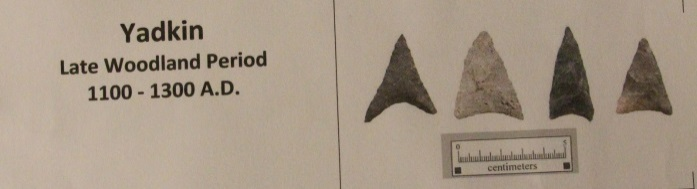 Yadkin
Late Woodland Period
1100 - 1300 A.D.
0 5
centimeters